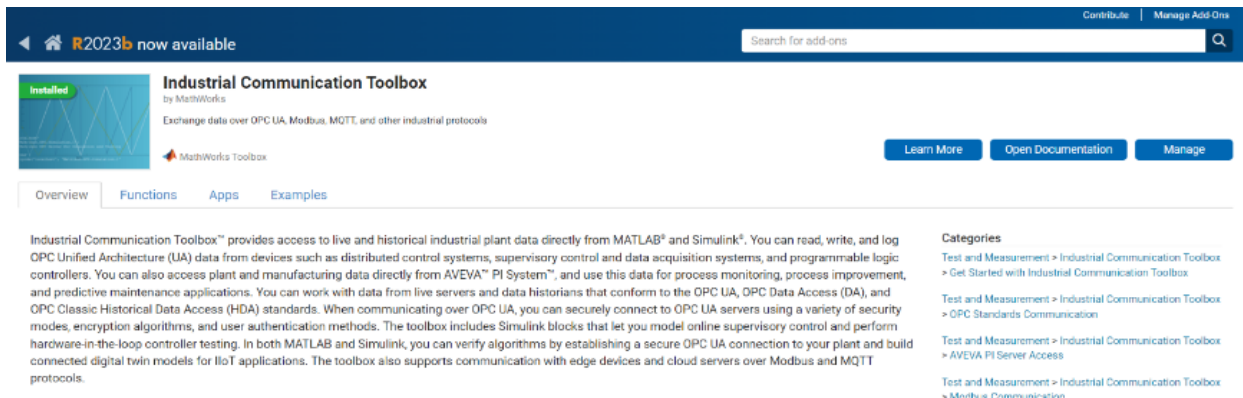 Contribute | Manage Add-Ons
R2023b now available
Search for add-ons
Installed
Industrial Communication Toolbox
by MathWorks
Exchange data over OPC UA, Modbus, MQTT, and other industrial protocols
MathWorks Toolbox
Learn More
Open Documentation
Manage
Overview
Functions
Apps
Examples
Industrial Communication Toolbox™ provides access to live and historical industrial plant data directly from MATLAB® and Simulink®. You can read, write, and log
OPC Unified Architecture (UA) data from devices such as distributed control systems, supervisory control and data acquisition systems, and programmable logic
controllers. You can also access plant and manufacturing data directly from AVEVA™ PI System™, and use this data for process monitoring, process improvement,
and predictive maintenance applications. You can work with data from live servers and data historians that conform to the OPC UA, OPC Data Access (DA), and
OPC Classic Historical Data Access (HDA) standards. When communicating over OPC UA, you can securely connect to OPC UA servers using a variety of security
modes, encryption algorithms, and user authentication methods. The toolbox includes Simulink blocks that let you model online supervisory control and perform
hardware-in-the-loop controller testing. In both MATLAB and Simulink, you can verify algorithms by establishing a secure OPC UA connection to your plant and build
connected digital twin models for IIoT applications. The toolbox also supports communication with edge devices and cloud servers over Modbus and MQTT
protocols.
Categories
Test and Measurement > Industrial Communication Toolbox
> Get Started with Industrial Communication Toolbox
Test and Measurement > Industrial Communication Toolbox
> OPC Standards Communication
Test and Measurement > Industrial Communication Toolbox
> AVEVA PI Server Access
Test and Measurement > Industrial Communication Toolbox
> Modbus Communication